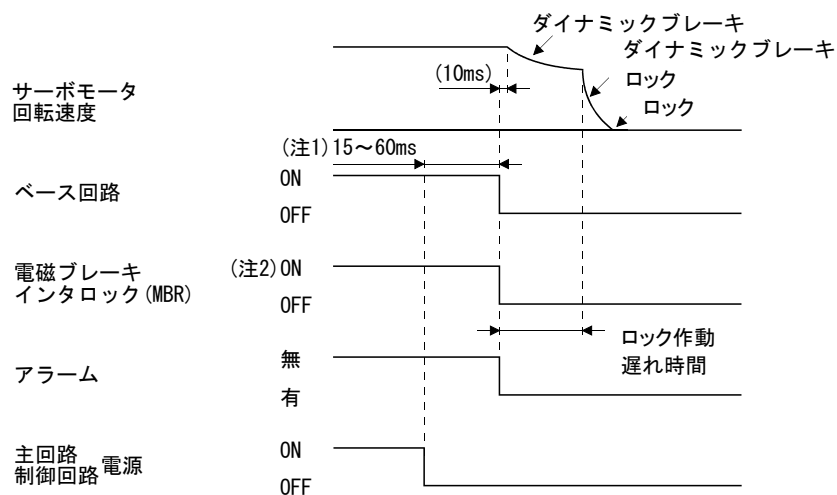 ダイナミックブレーキ
ダイナミックブレーキ
(10ms)
ロック
サーボモータ
回転速度
ロック
(注1)15～60ms
ベース回路
ON
OFF
電磁ブレーキ
インタロック(MBR)
(注2)ON
OFF
ロック作動
遅れ時間
アラーム
無
有
主回路
制御回路
電源
ON
OFF